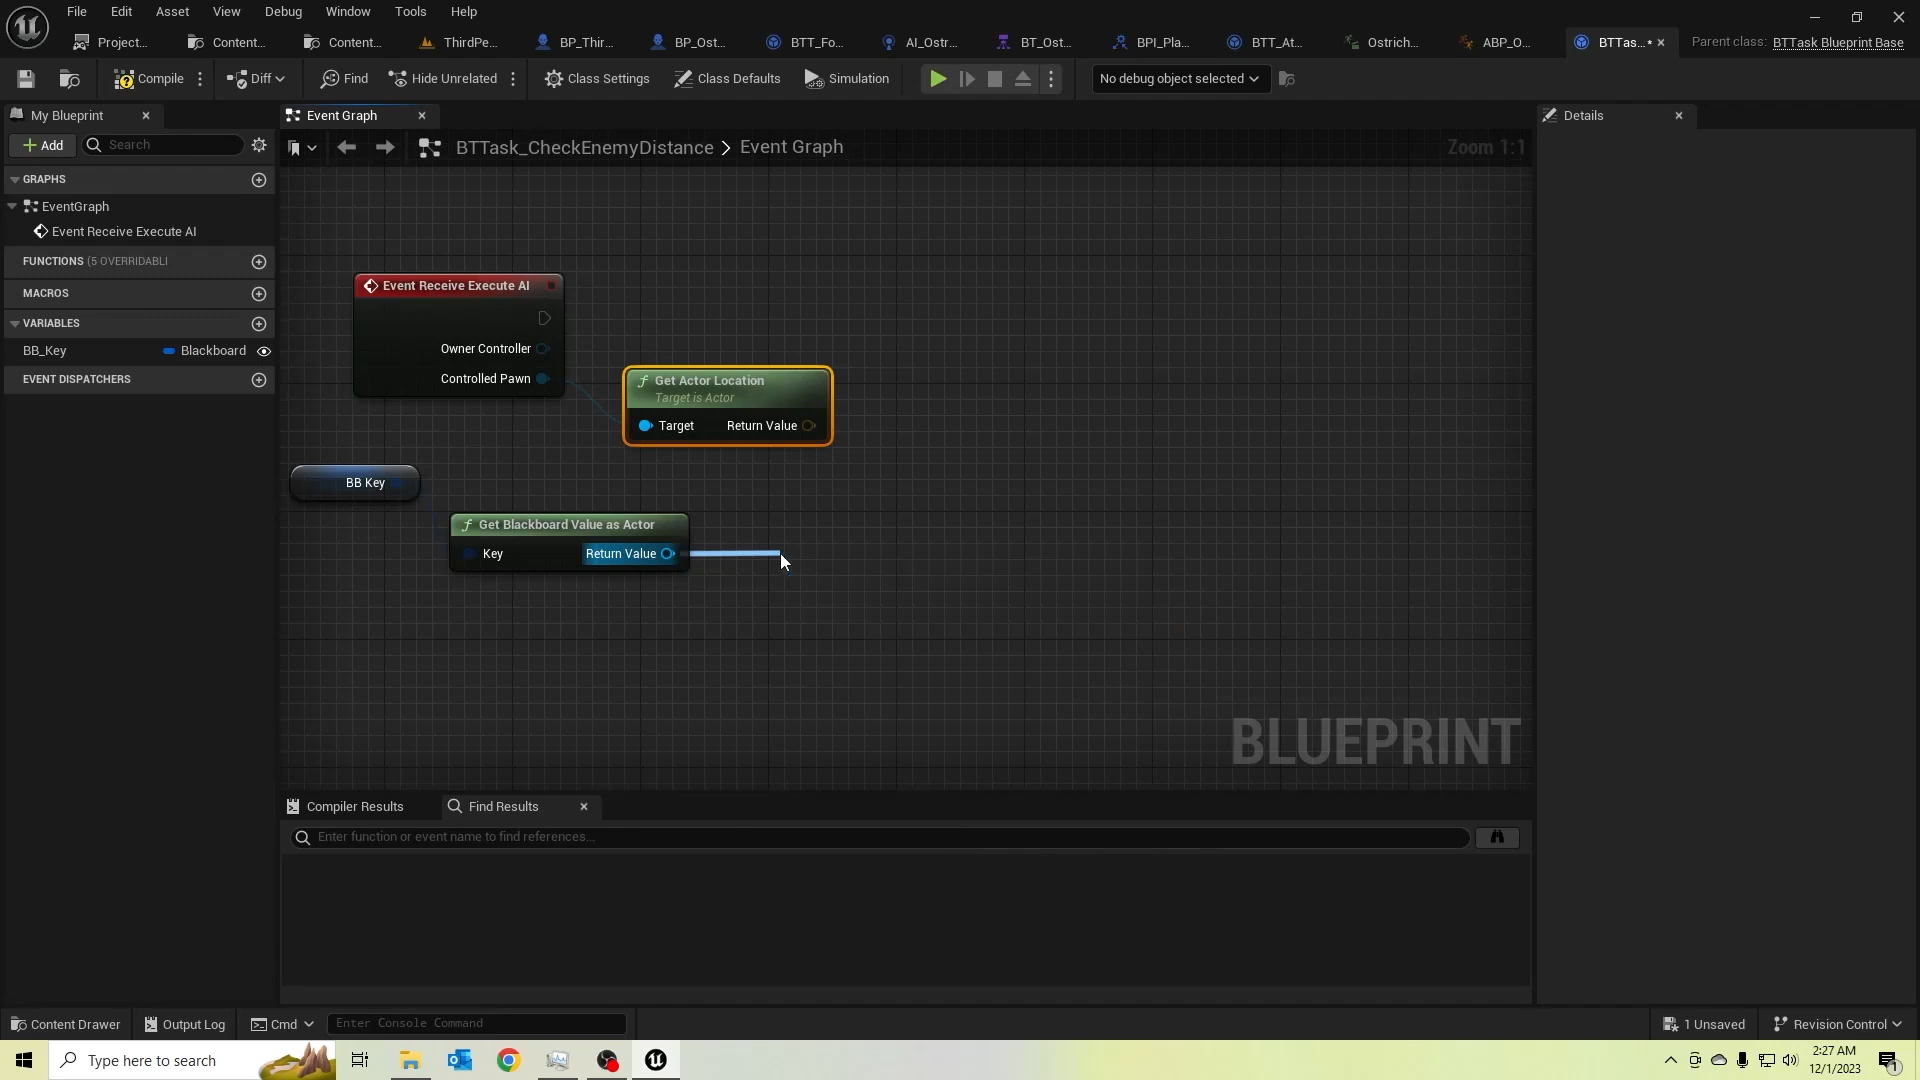 File Edit Asset View Debug Window Tools Help
Project... Content... Content... ThirdPe... BP_Thir... BP_Ost... BTT_Fo... AI_Ostr... BT_Ost... BPI_Pla... BTT_At... Ostrich... ABP_O... BTTas...• Parent class: BTTask Blueprint Base
Compile Diff Find Hide Unrelated Class Settings Class Defaults Simulation No debug object selected
My Blueprint Event Graph Details
Add Search BTTask_CheckEnemyDistance > Event Graph Zoom 1:1
GRAPHS
EventGraph
Event Receive Execute AI
FUNCTIONS (5 OVERRIDABLI
MACROS
VARIABLES
BB_Key Blackboard
EVENT DISPATCHERS
Event Receive Execute AI
Owner Controller
Controlled Pawn
Get Actor Location
Target is Actor
Target Return Value
BB Key
Get Blackboard Value as Actor
Key Return Value
BLUEPRINT
Compiler Results Find Results
Enter function or event name to find references...
Content Drawer Output Log Cmd Enter Console Command 1 Unsaved Revision Control
Type here to search
2:27 AM
12/1/2023
1